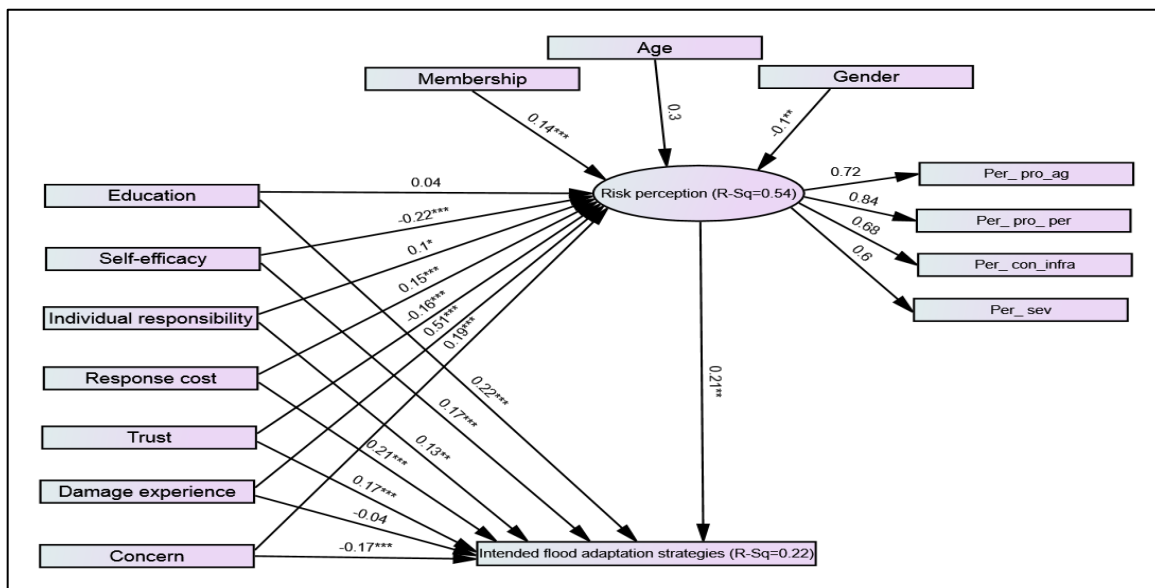 Age
Membership
Gender
0.14***
0.3
-0.1**
Education
0.04
Risk perception (R-Sq=0.54)
0.72
Per_ pro_ag
Self-efficacy
-0.22***
0.84
Per_ pro_ per
Individual responsibility
0.1*
0.68
Per_ con_infra
Response cost
0.15***
0.6
Per_ sev
Trust
-0.16***
Damage experience
0.51***
Concern
0.19***
0.22***
0.21**
0.17***
0.13**
0.21***
0.17***
-0.04
-0.17***
Intended flood adaptation strategies (R-Sq=0.22)